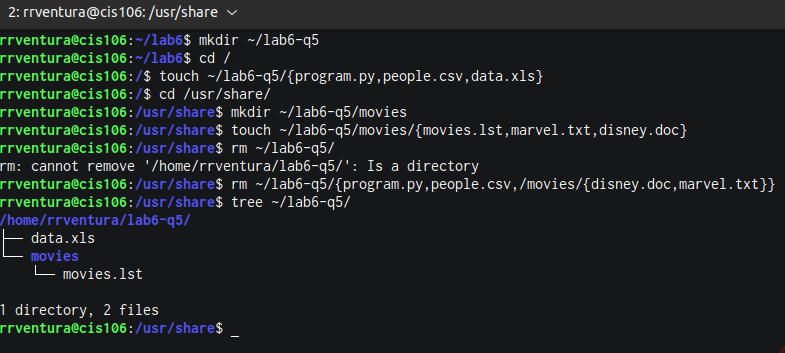 2: rrventura@cis106: /usr/share
rrventura@cis106:~/lab6$ mkdir ~/lab6-q5
rrventura@cis106:~/lab6$ cd /
rrventura@cis106:/$ touch ~/lab6-q5/{program.py,people.csv,data.xls}
rrventura@cis106:/$ cd /usr/share/
rrventura@cis106:/usr/share$ mkdir ~/lab6-q5/movies
rrventura@cis106:/usr/share$ touch ~/lab6-q5/movies/{movies.lst,marvel.txt,disney.doc}
rrventura@cis106:/usr/share$ rm ~/lab6-q5/
rm: cannot remove '/home/rrventura/lab6-q5/': Is a directory
rrventura@cis106:/usr/share$ rm ~/lab6-q5/{program.py,people.csv,/movies/{disney.doc,marvel.txt}}
rrventura@cis106:/usr/share$ tree ~/lab6-q5/
/home/rrventura/lab6-q5/
├── data.xls
└── movies
    └── movies.lst
1 directory, 2 files
rrventura@cis106:/usr/share$ _